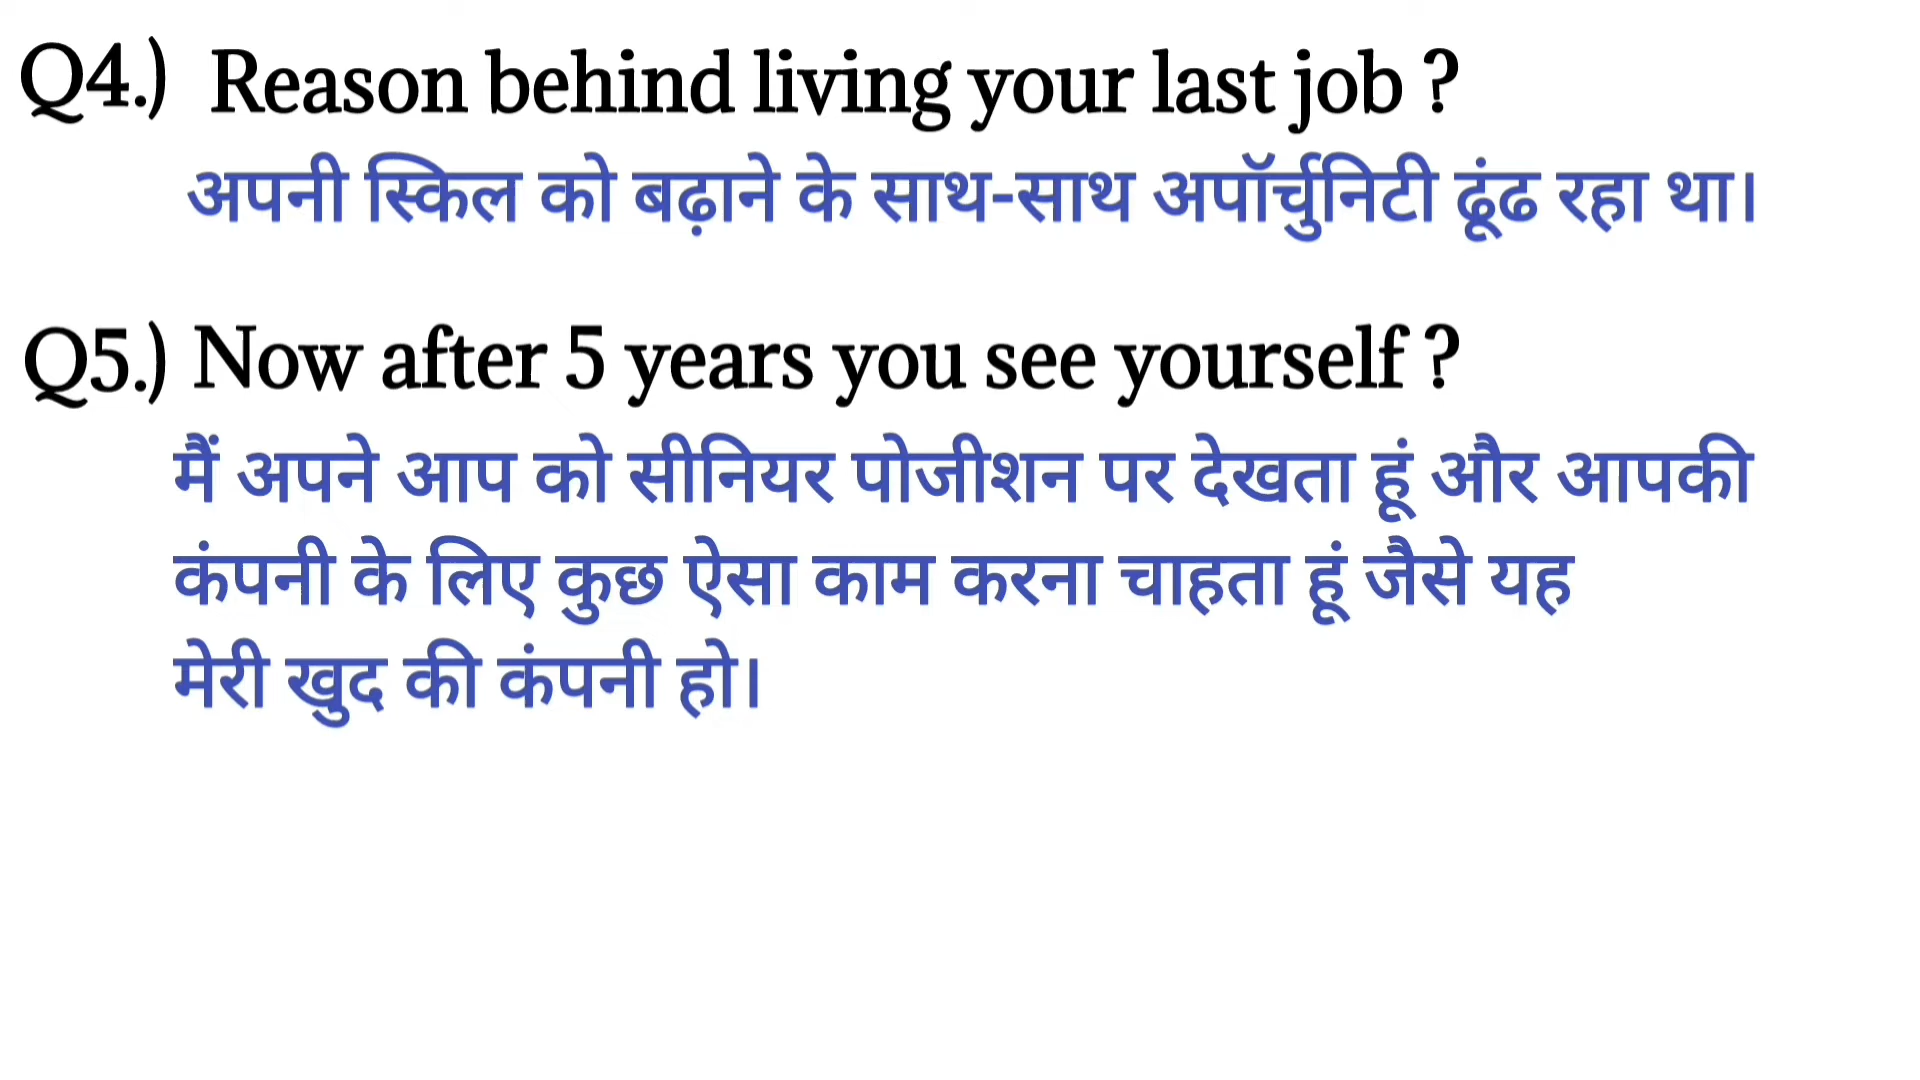 Q4.) Reason behind living your last job ?
अपनी स्किल को बढ़ाने के साथ-साथ अपॉर्चुनिटी ढूंढ रहा था।
Q5.) Now after 5 years you see yourself ?
मैं अपने आप को सीनियर पोजीशन पर देखता हूं और आपकी
कंपनी के लिए कुछ ऐसा काम करना चाहता हूं जैसे यह
मेरी खुद की कंपनी हो।